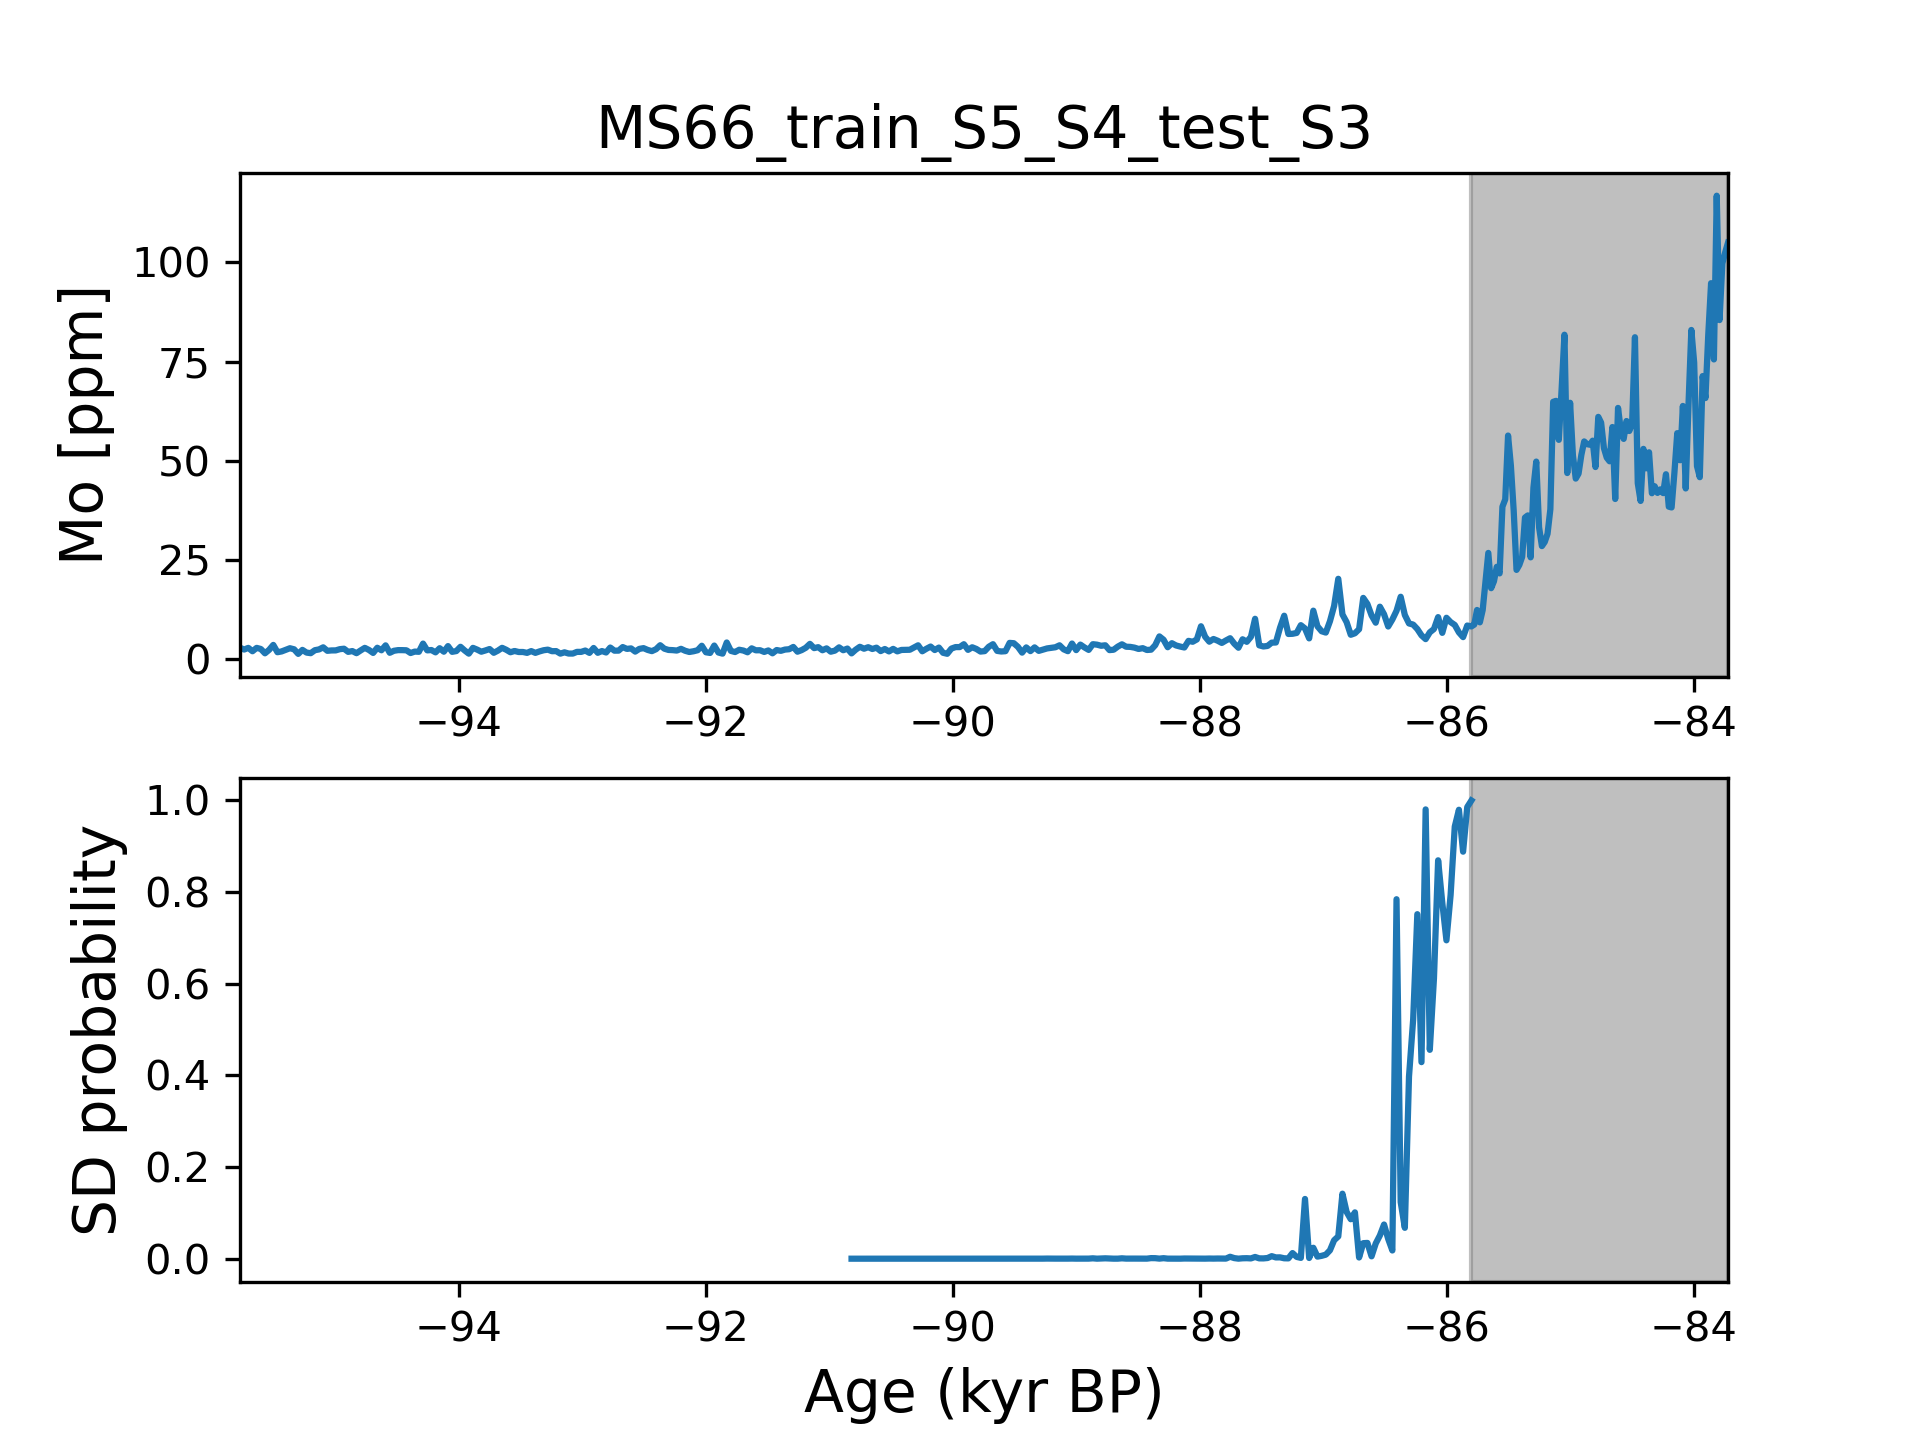 MS66_train_S5_S4_test_S3
Mo [ppm]
100
75
50
25
0
−94 −92 −90 −88 −86 −84
SD probability
1.0
0.8
0.6
0.4
0.2
0.0
−94 −92 −90 −88 −86 −84
Age (kyr BP)